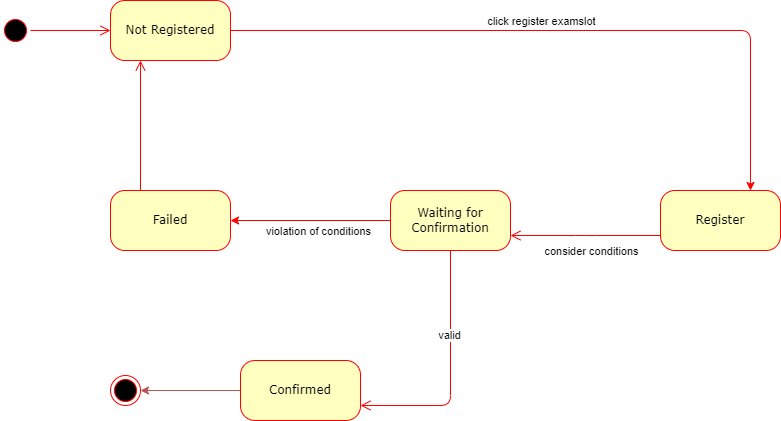 click register examslot
Not Registered
Failed
Waiting for
Confirmation
Register
violation of conditions
consider conditions
valid
Confirmed